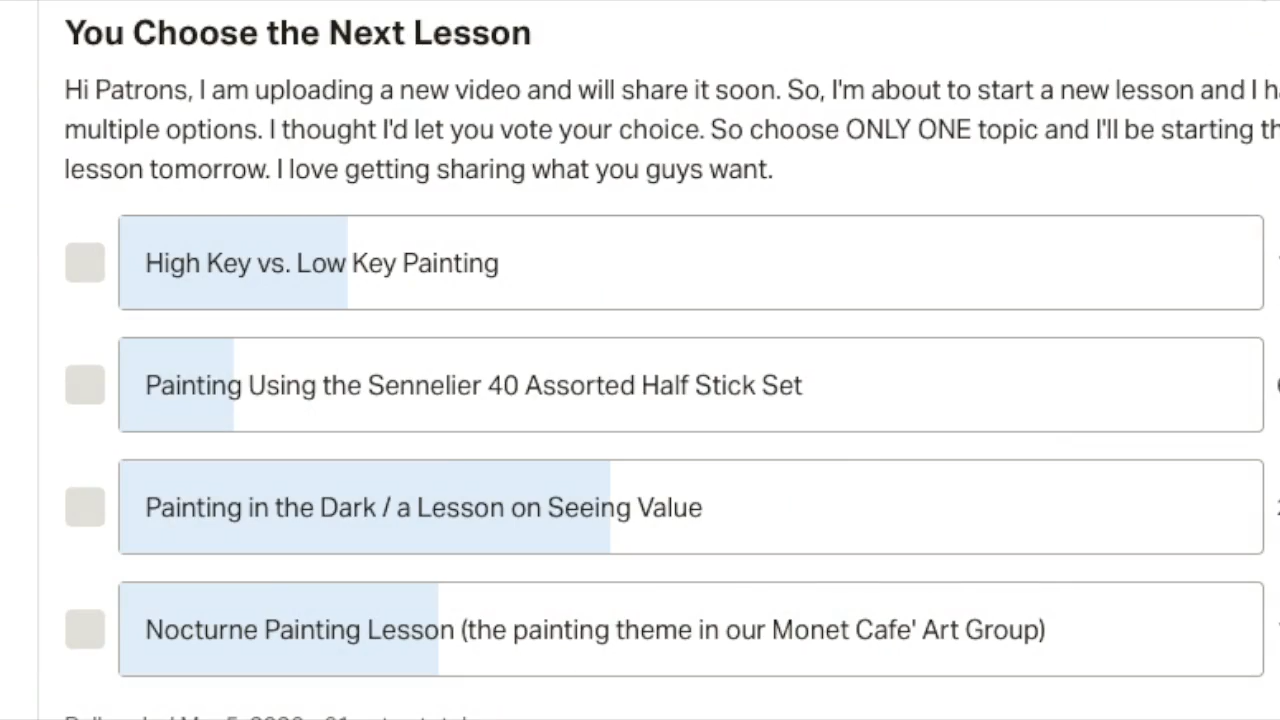 You Choose the Next Lesson
Hi Patrons, I am uploading a new video and will share it soon. So, I'm about to start a new lesson and I
multiple options. I thought I'd let you vote your choice. So choose ONLY ONE topic and I'll be starting
lesson tomorrow. I love getting sharing what you guys want.
High Key vs. Low Key Painting
Painting Using the Sennelier 40 Assorted Half Stick Set
Painting in the Dark / a Lesson on Seeing Value
Nocturne Painting Lesson (the painting theme in our Monet Cafe' Art Group)